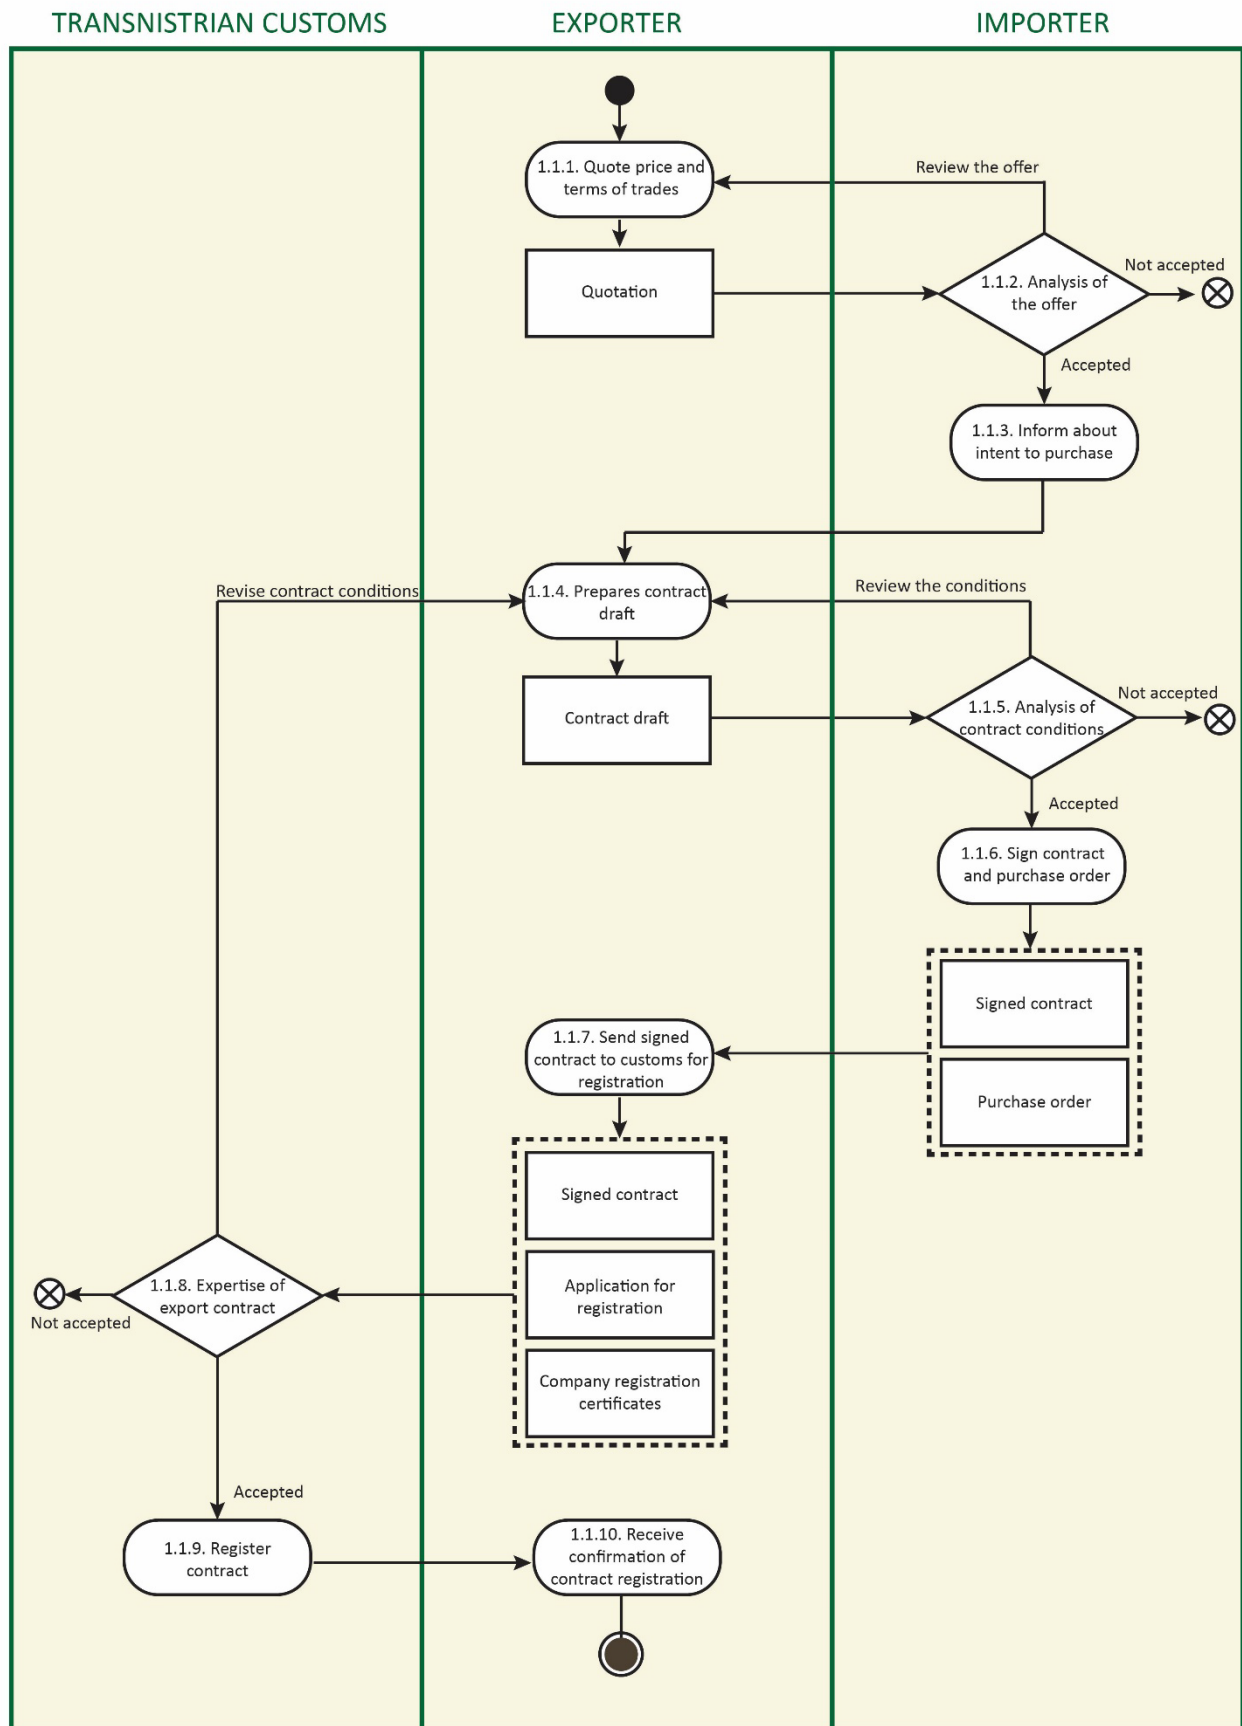 TRANSNISTRIAN CUSTOMS
EXPORTER
IMPORTER
1.1.1. Quote price and
terms of trades
Review the offer
Quotation
1.1.2. Analysis of
the offer
Not accepted
Accepted
1.1.3. Inform about
intent to purchase
Revise contract conditions
1.1.4. Prepares contract
draft
Review the conditions
Contract draft
1.1.5. Analysis of
contract conditions
Not accepted
Accepted
1.1.6. Sign contract
and purchase order
Signed contract
Purchase order
1.1.7. Send signed
contract to customs for
registration
Signed contract
Application for
registration
Company registration
certificates
1.1.8. Expertise of
export contract
Not accepted
Accepted
1.1.9. Register
contract
1.1.10. Receive
confirmation of
contract registration